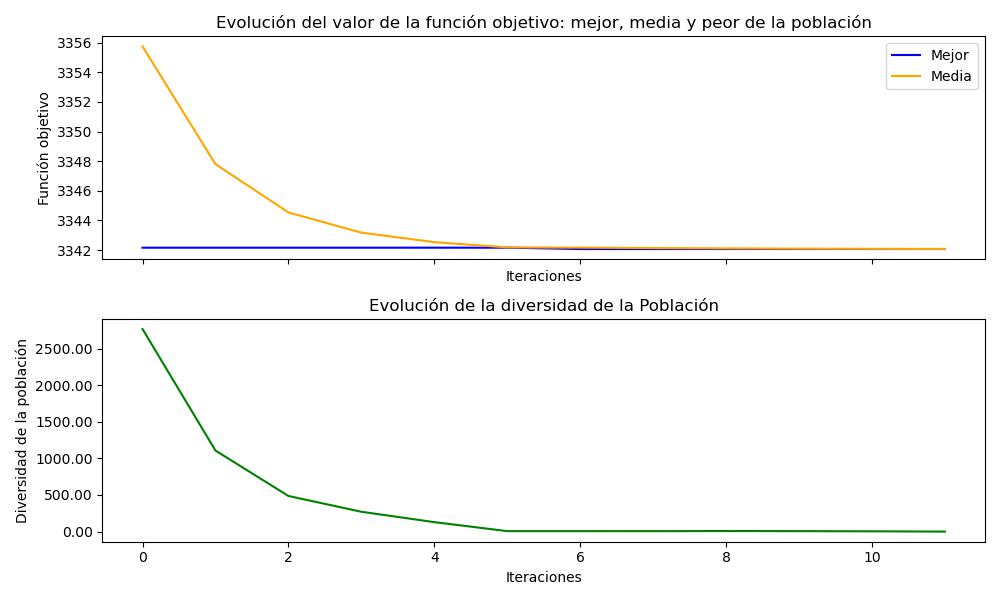 Evolución del valor de la función objetivo: mejor, media y peor de la población
3356
3354
3352
3350
3348
3346
3344
3342
Función objetivo
Mejor
Media
Iteraciones
Evolución de la diversidad de la Población
2500.00
2000.00
1500.00
1000.00
500.00
0.00
Diversidad de la población
0 2 4 6 8 10
Iteraciones